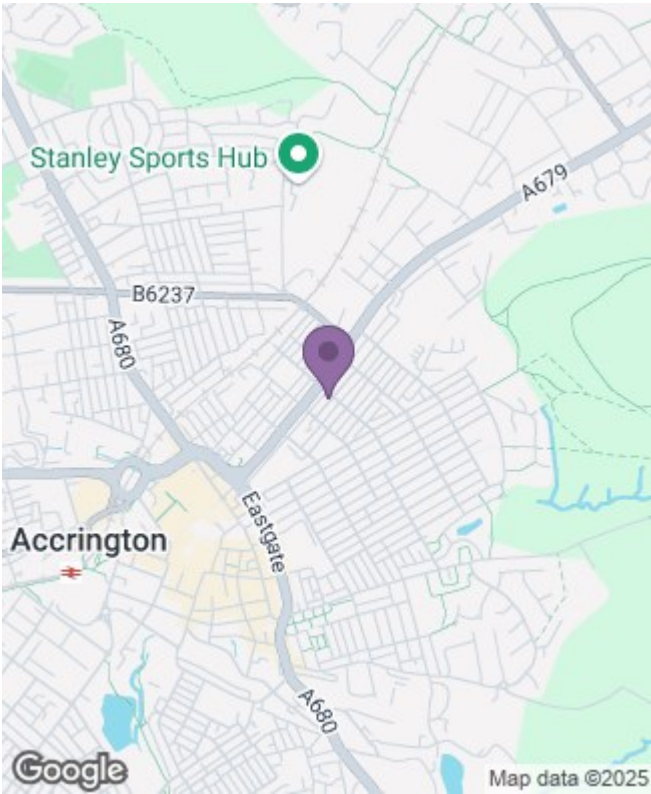 Stanley Sports Hub
A679
B6237
A680
Eastgate
Accrington
A680
Google
Map data ©2025